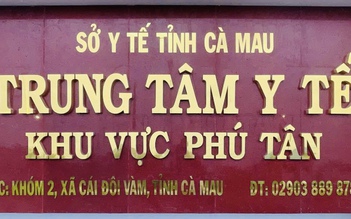 SỞ Y TẾ TỈNH CÀ MAU
TRUNG TÂM Y TẾ
KHU VỰC PHÚ TÂN
C: KHÓM 2, XÃ CÁI ĐÔI VÀM, TỈNH CÀ MAU ĐT: 02903 889